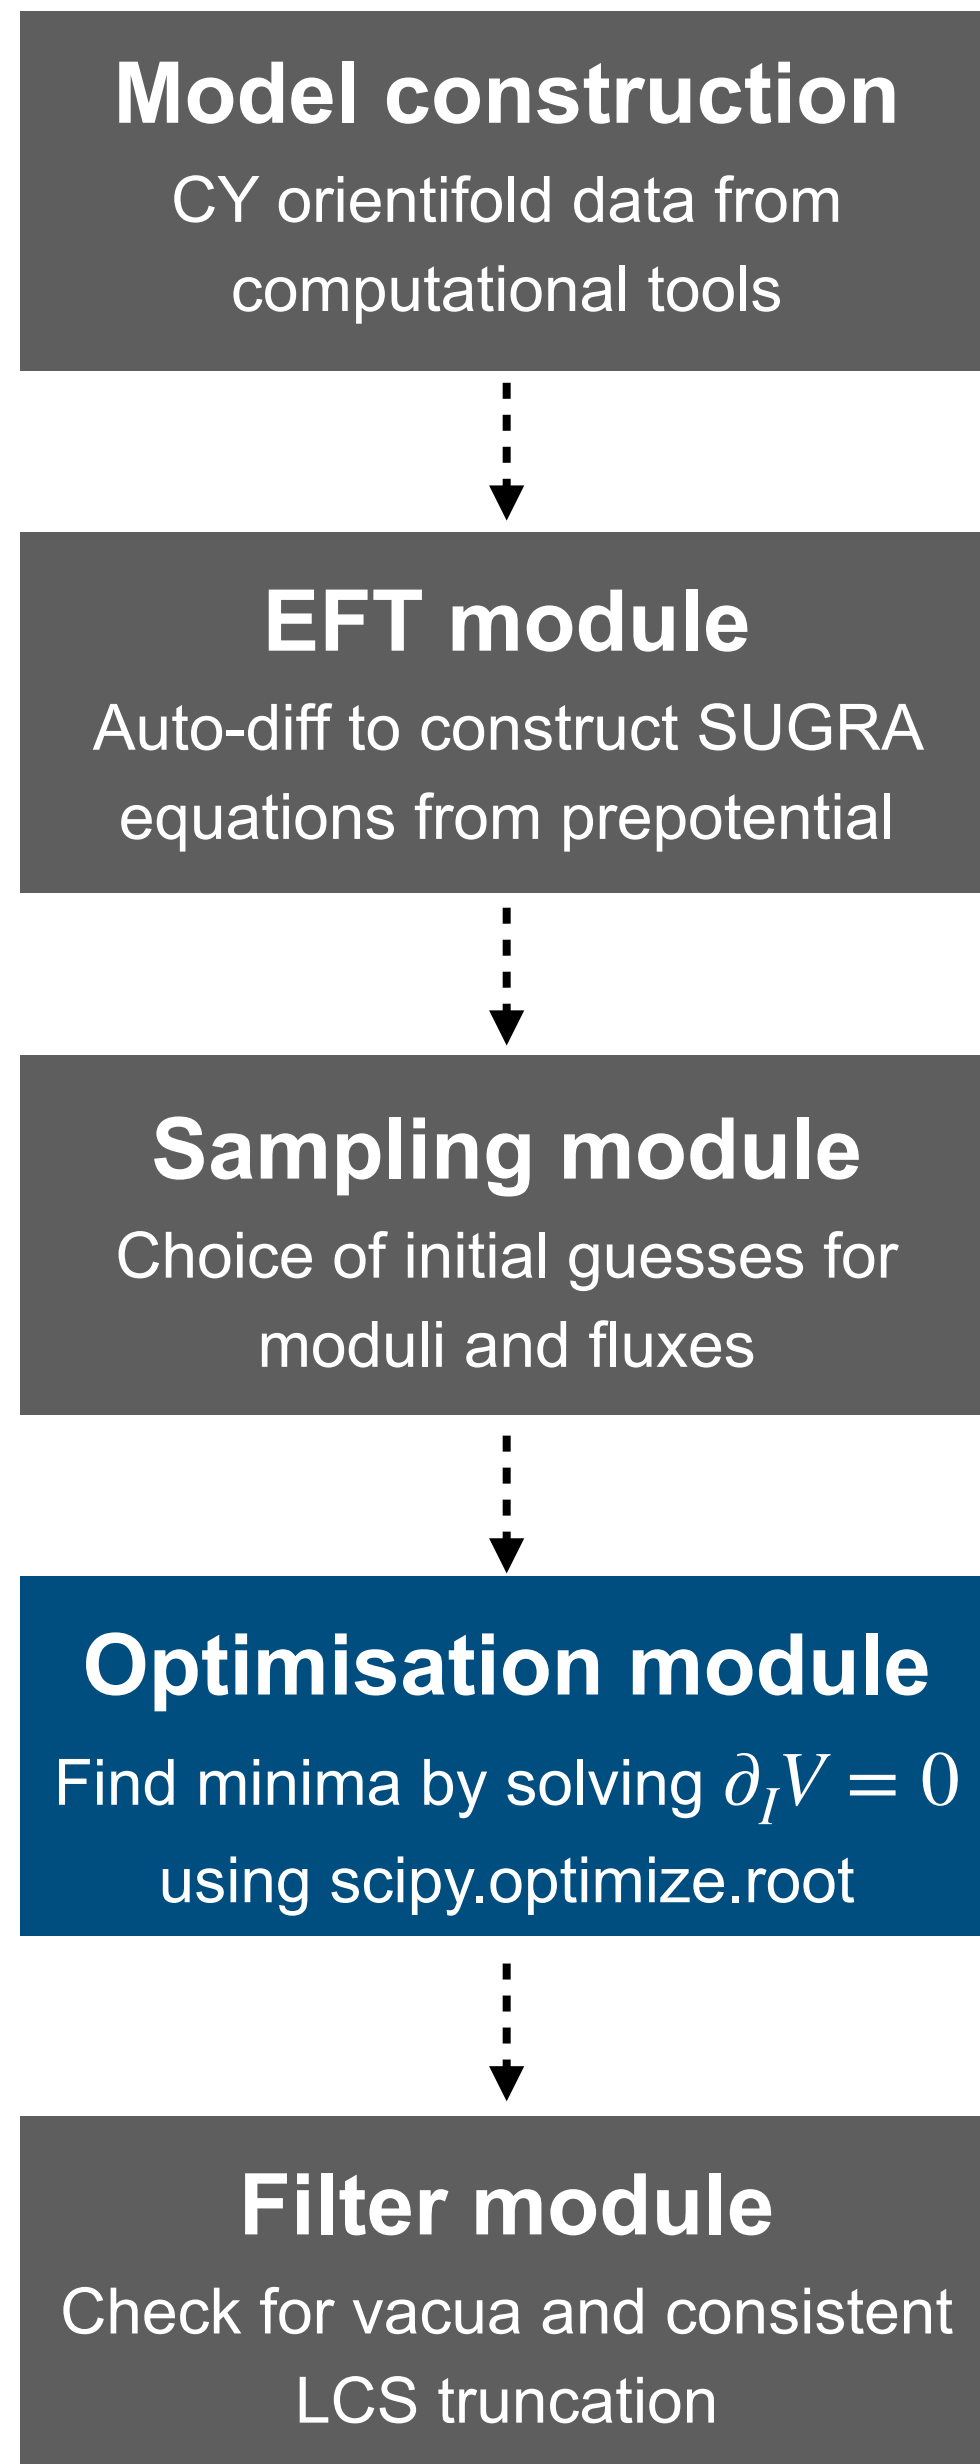 Model construction
CY orientifold data from
computational tools
EFT module
Auto-diff to construct SUGRA
equations from prepotential
Sampling module
Choice of initial guesses for
moduli and fluxes
Optimisation module
Find minima by solving ∂_I V = 0
using scipy.optimize.root
Filter module
Check for vacua and consistent
LCS truncation